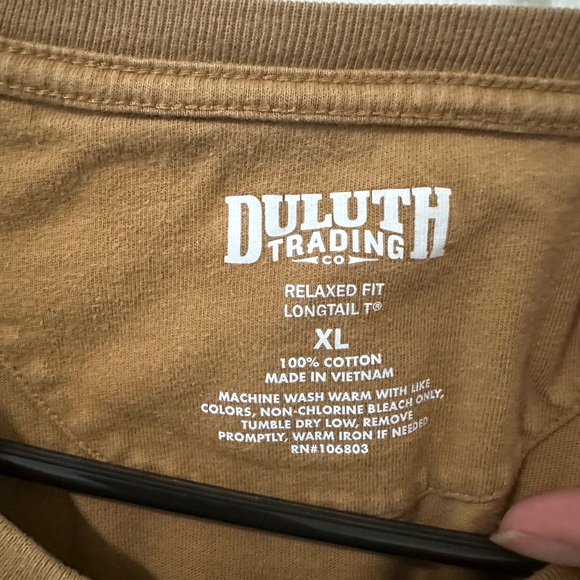 DULUTH
TRADING
CO
RELAXED FIT
LONGTAIL T®
XL
100% COTTON
MADE IN VIETNAM
MACHINE WASH WARM WITH LIKE
COLORS, NON-CHLORINE BLEACH ONLY,
TUMBLE DRY LOW, REMOVE
PROMPTLY, WARM IRON IF NEEDED
RN#106803